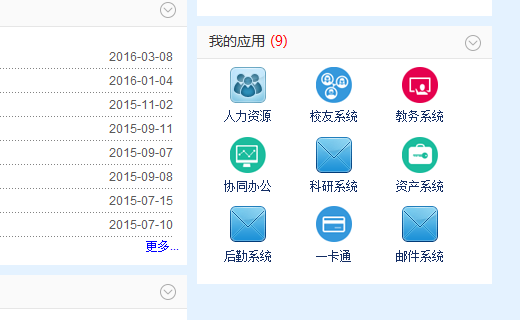 2016-03-08
2016-01-04
2015-11-02
2015-09-11
2015-09-07
2015-09-08
2015-07-15
2015-07-10
更多...
我的应用 (9)
人力资源 校友系统 教务系统
协同办公 科研系统 资产系统
后勤系统 一卡通 邮件系统